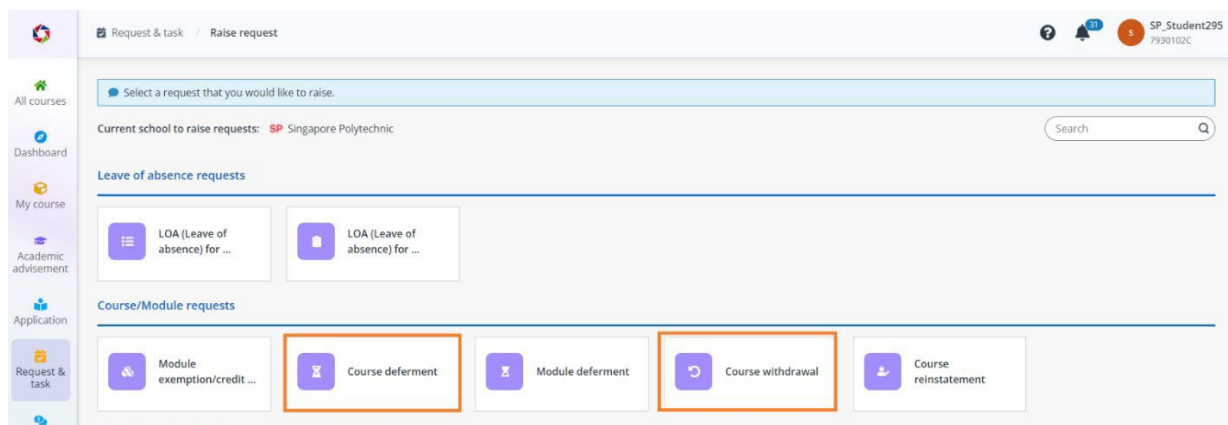 Request & task / Raise request
31
S
SP_Student295
7930102C
All courses
Dashboard
My course
Academic
advisement
Application
Request &
task
Select a request that you would like to raise.
Current school to raise requests: SP Singapore Polytechnic
Search
Leave of absence requests
LOA (Leave of
absence) for ...
LOA (Leave of
absence) for ...
Course/Module requests
Module
exemption/credit ...
Course deferment
Module deferment
Course withdrawal
Course
reinstatement